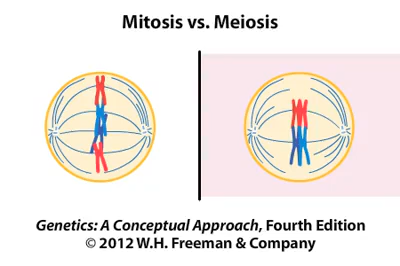 Mitosis vs. Meiosis
Genetics: A Conceptual Approach, Fourth Edition
© 2012 W.H. Freeman & Company